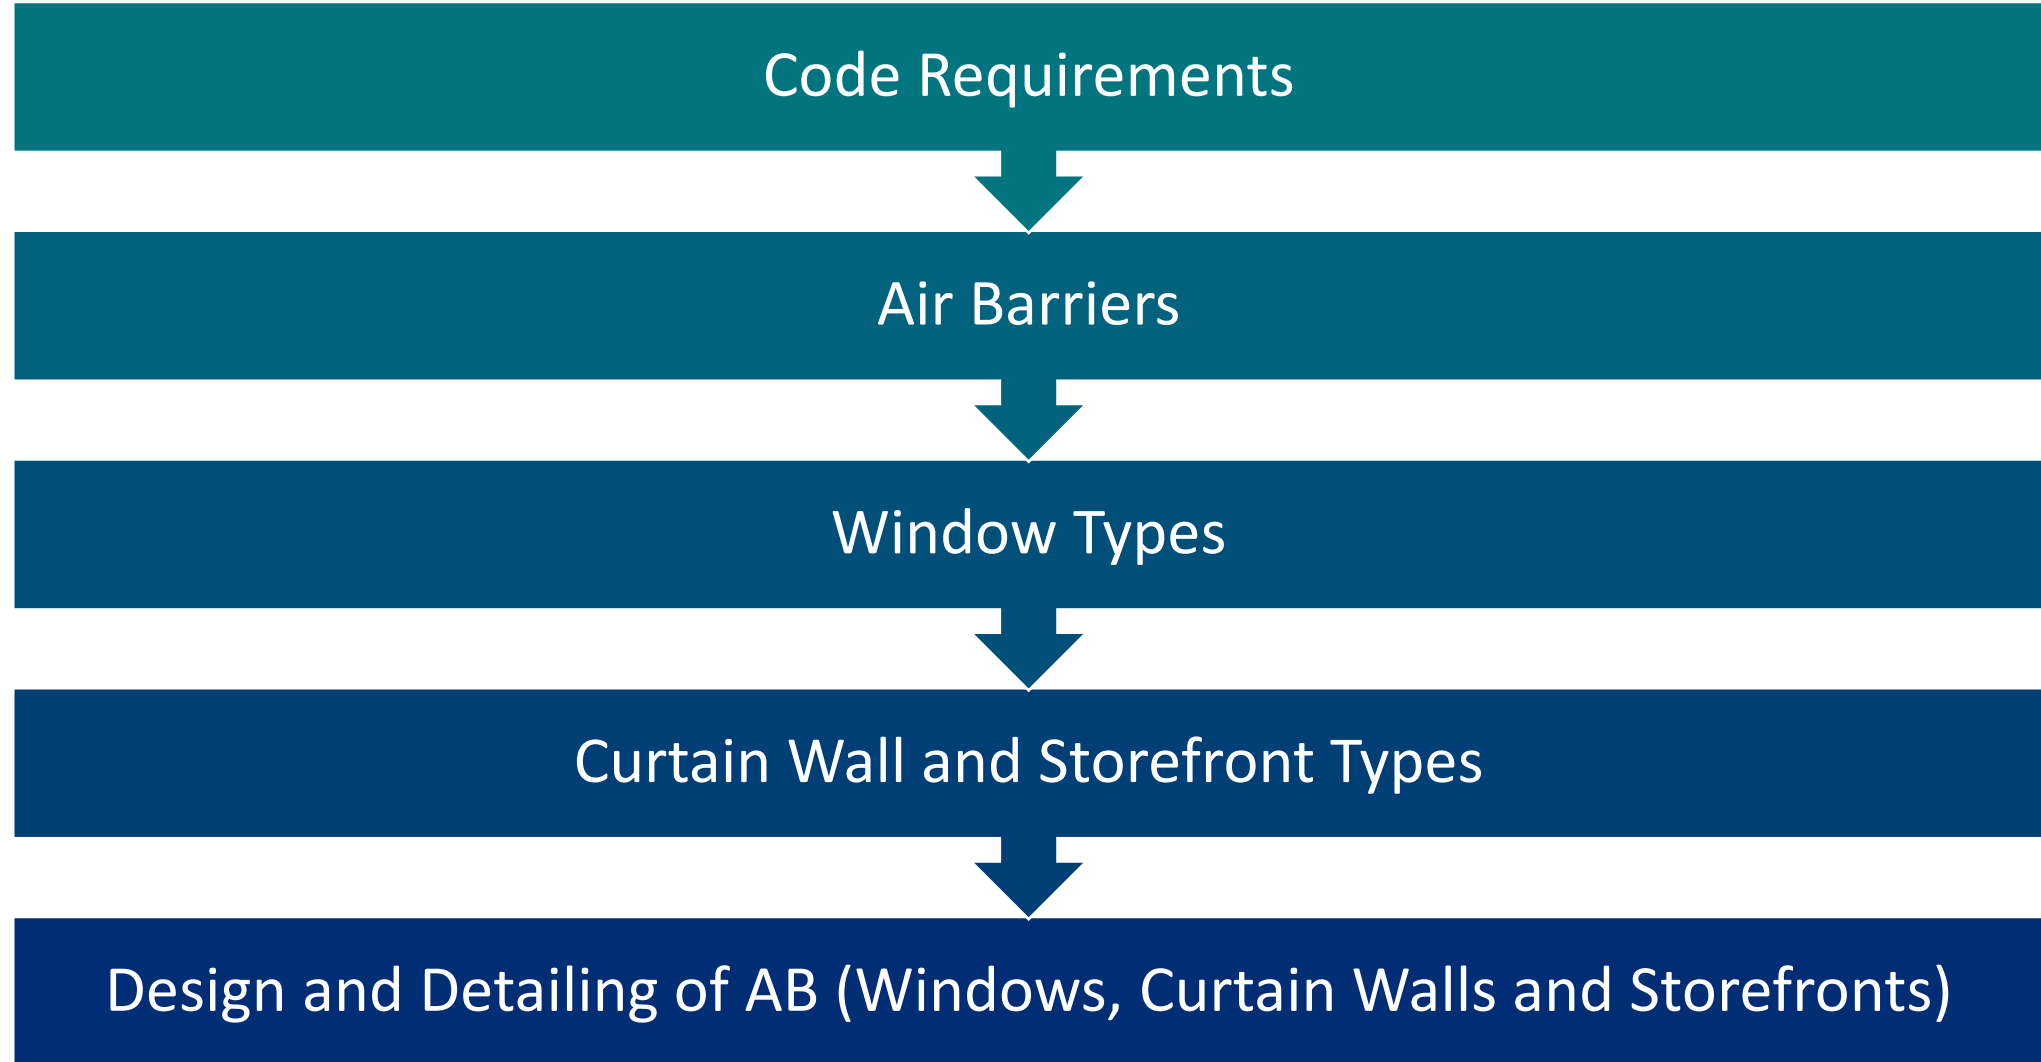 Code Requirements
Air Barriers
Window Types
Curtain Wall and Storefront Types
Design and Detailing of AB (Windows, Curtain Walls and Storefronts)